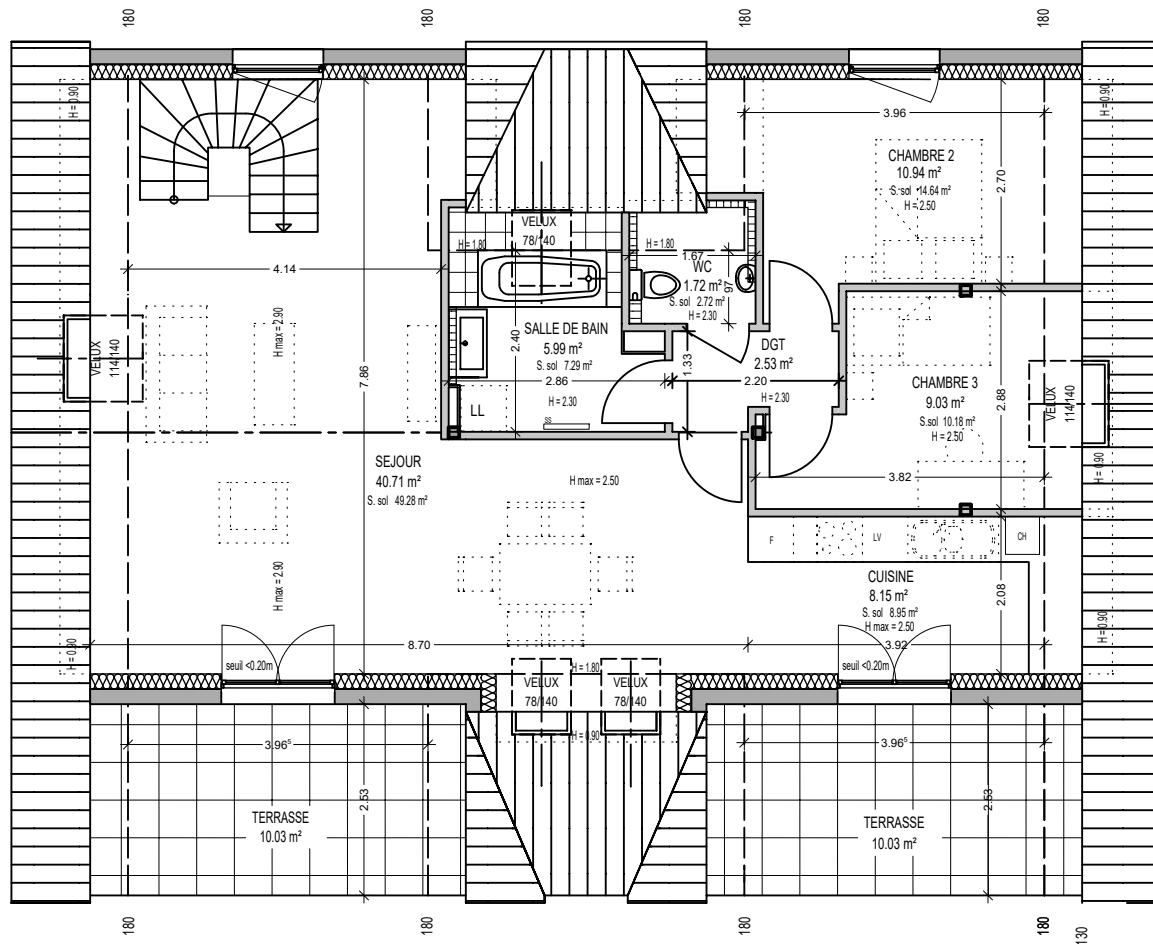 180
180
180
180
H = 0.90
H = 0.90
3.96
CHAMBRE 2
10.94 m²
S. sol 14.64 m²
H = 2.50
2.70
7.86
VELUX
78/140
H = 1.80
H = 1.80
1.67
WC
1.72 m²
S. sol 2.72 m²
H = 2.30
97
4.14
H max = 2.90
VELUX
114/140
SALLE DE BAIN
5.99 m²
S. sol 7.29 m²
2.40
2.86
H = 2.30
LL
SS
1.33
DGT
2.53 m²
2.20
H = 2.30
CHAMBRE 3
9.03 m²
S.sol 10.18 m²
H = 2.50
2.88
VELUX
114/140
3.82
H = 0.90
SEJOUR
40.71 m²
S. sol 49.28 m²
H max = 2.50
F
LV
CH
CUISINE
8.15 m²
S. sol 8.95 m²
H max = 2.50
2.08
H max = 2.90
H = 0.90
H = 0.90
8.70
3.92
seuil <0.20m
seuil <0.20m
H = 1.80
VELUX
78/140
VELUX
78/140
H = 0.90
3.96⁵
3.96⁵
2.53
2.53
TERRASSE
10.03 m²
TERRASSE
10.03 m²
180
180
180
180
130